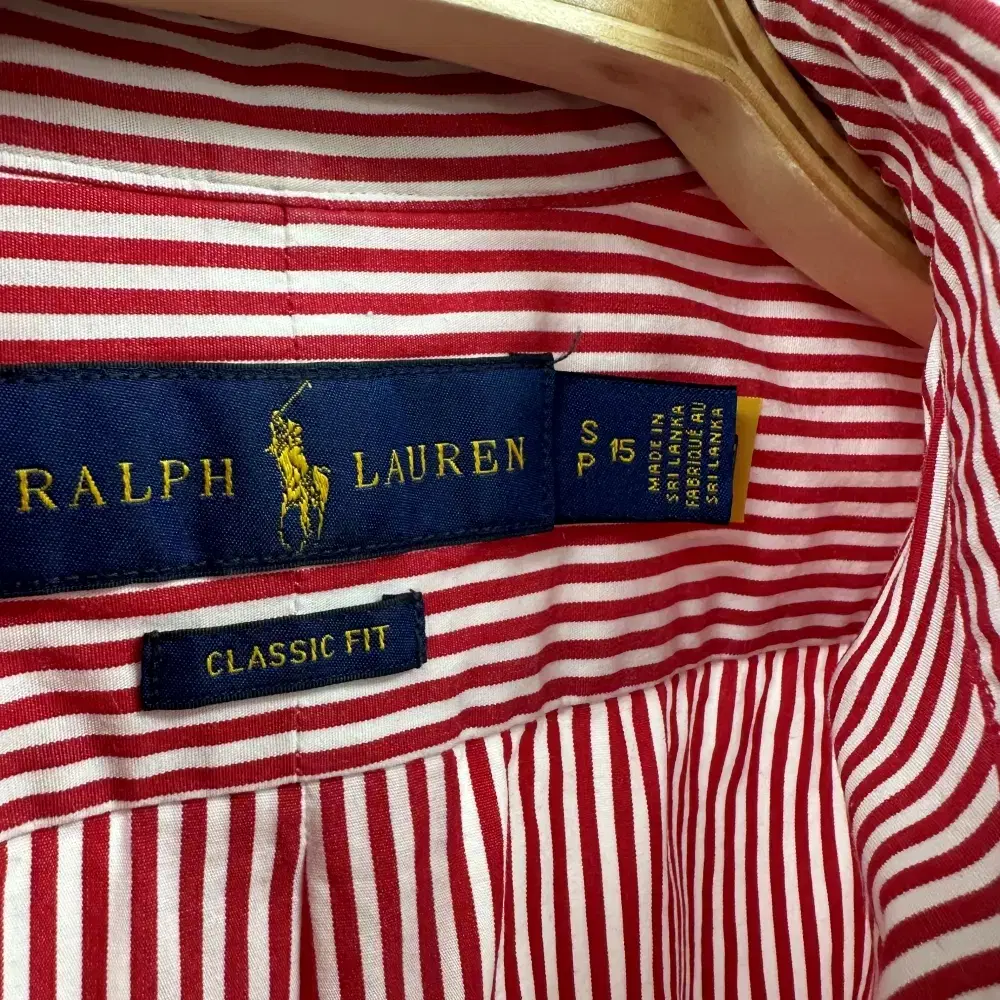 RALPH LAUREN
S
P
15
MADE IN
SRI LANKA
FABRIQUÉ AU
SRI LANKA
CLASSIC FIT